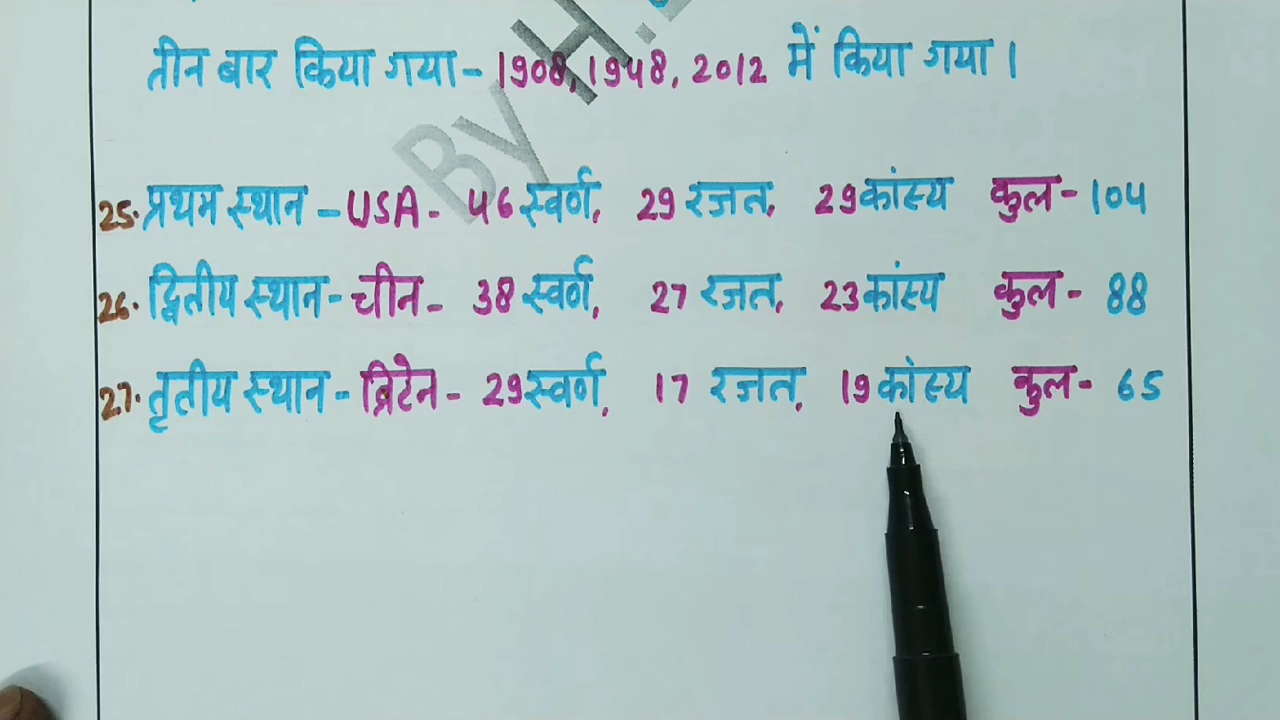 तीन बार किया गया- 1908, 1948, 2012 में किया गया।
25. प्रथम स्थान - USA - 46 स्वर्ण, 29 रजत, 29 कांस्य कुल - 104
26. द्वितीय स्थान - चीन - 38 स्वर्ण, 27 रजत, 23 कांस्य कुल - 88
27. तृतीय स्थान - ब्रिटेन - 29 स्वर्ण, 17 रजत, 19 कांस्य कुल - 65
By H.